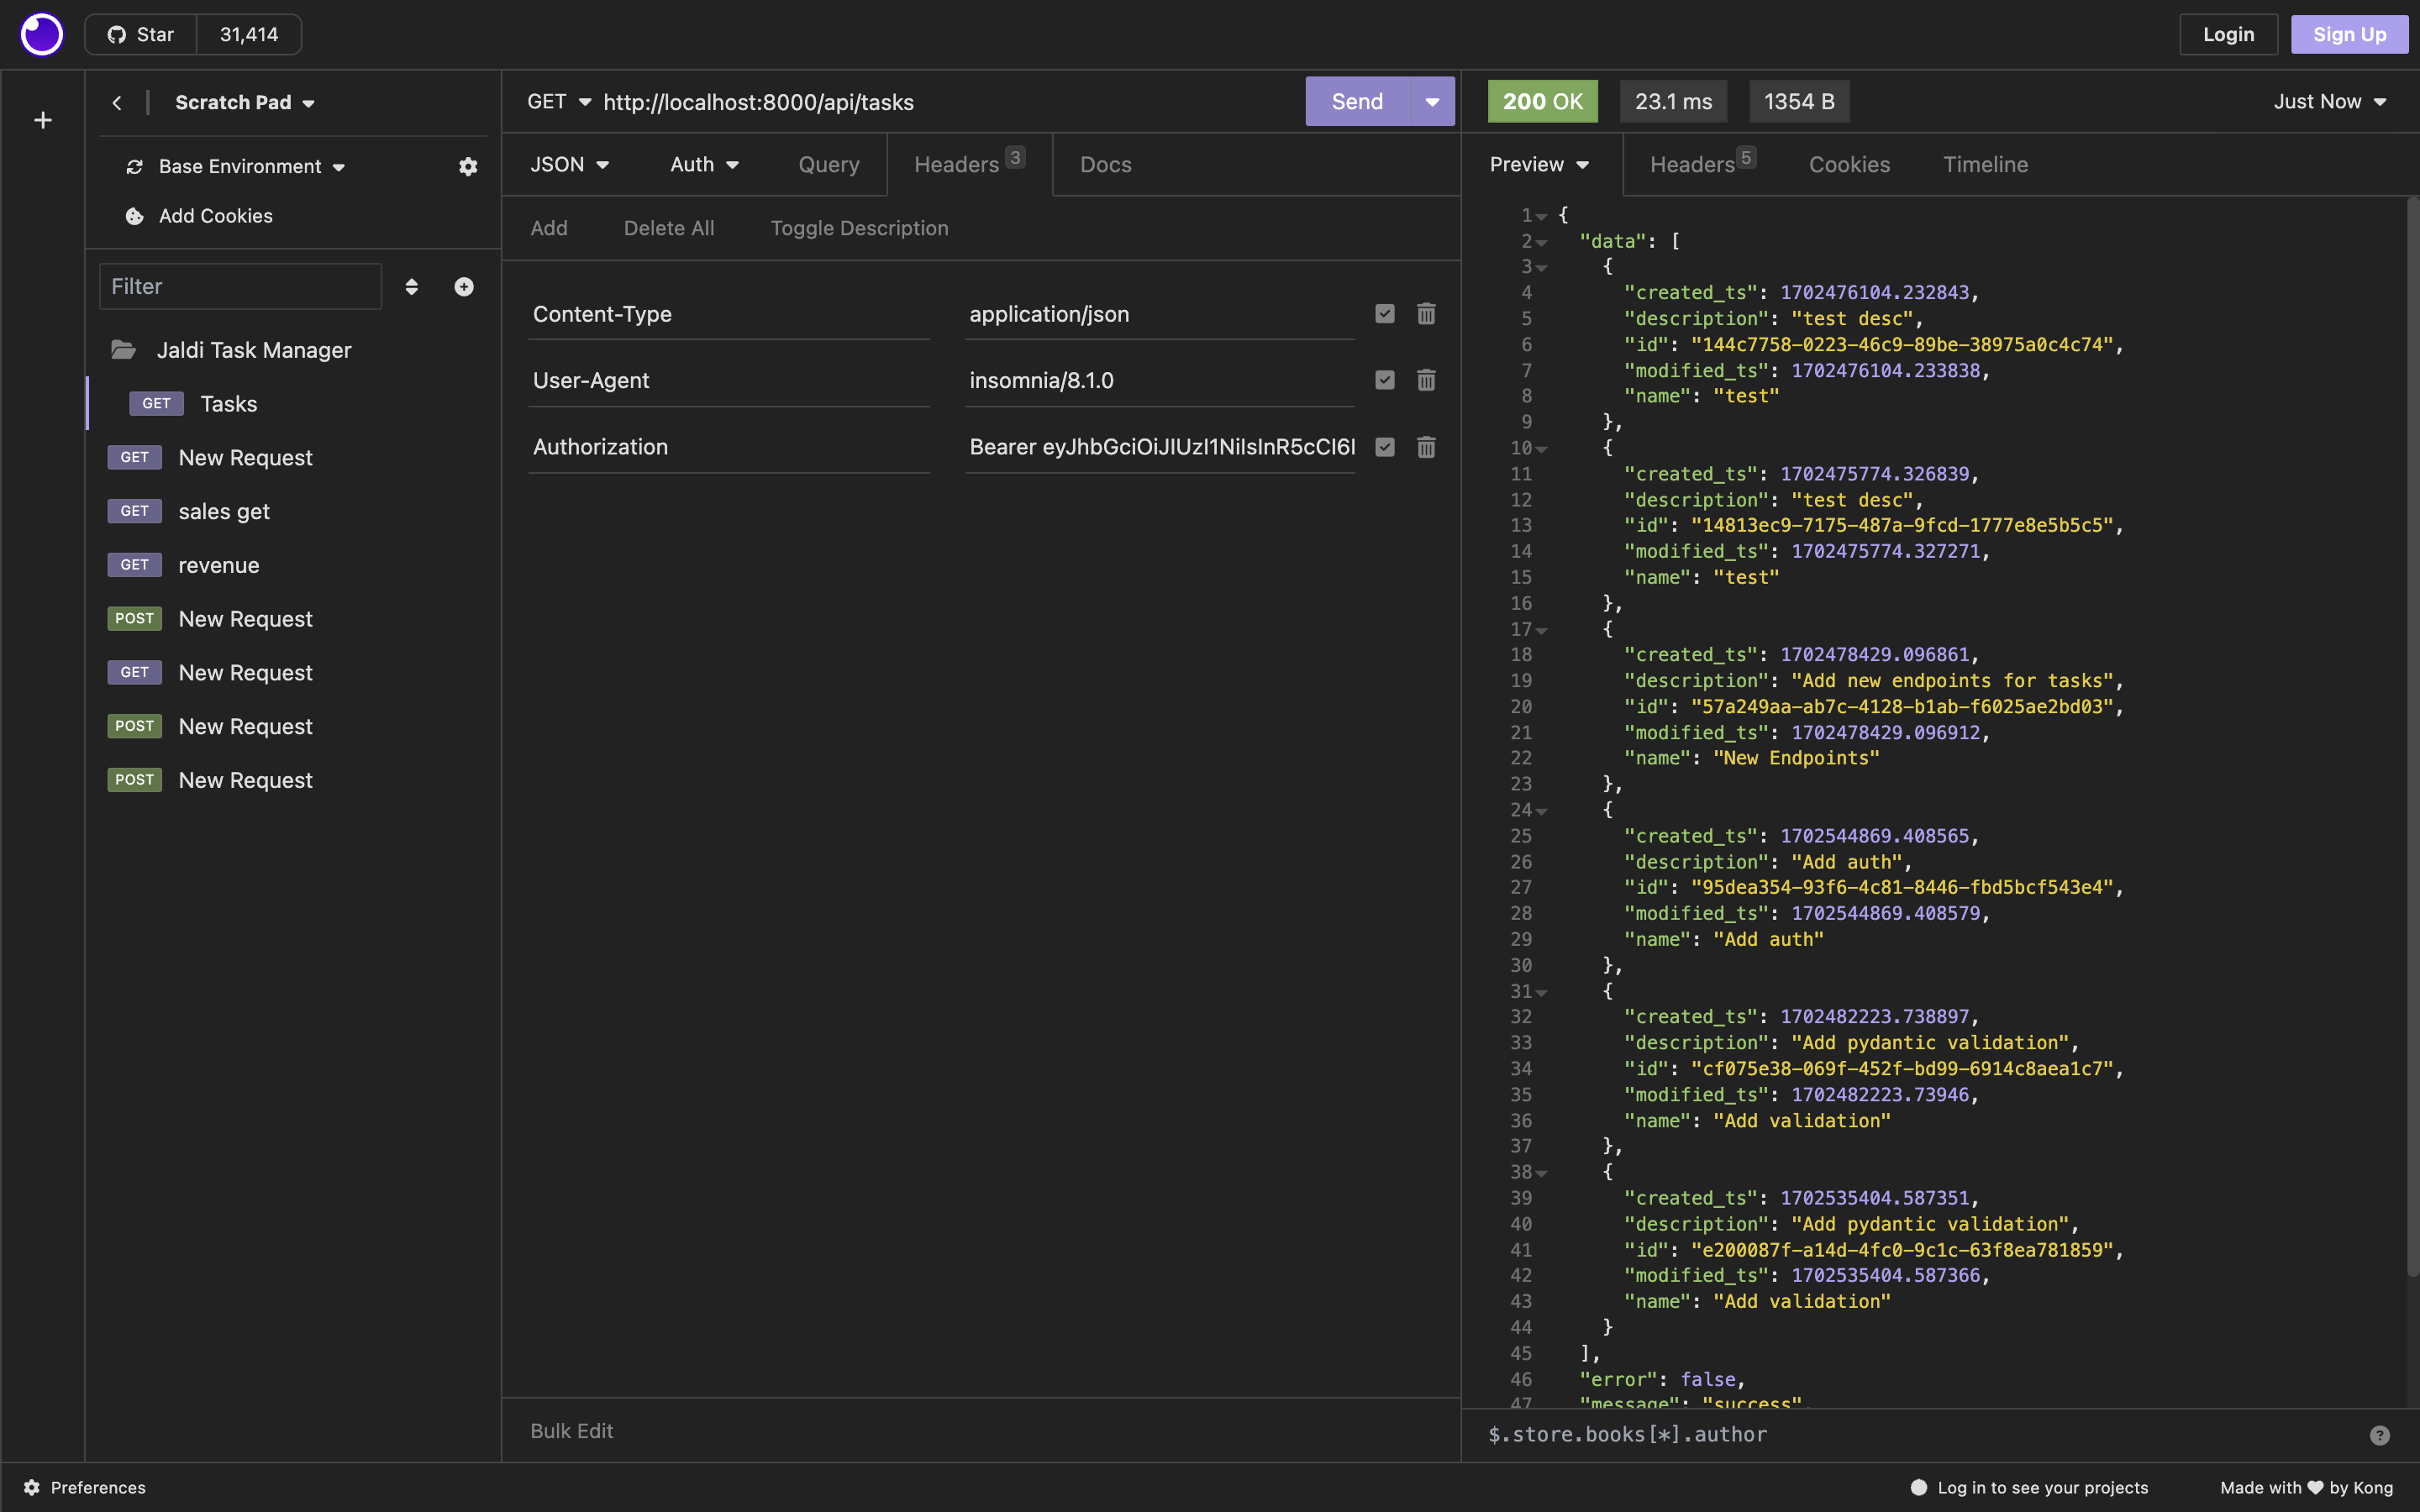 Star 31,414
Login Sign Up
Scratch Pad
Base Environment
Add Cookies
Filter
Jaldi Task Manager
GET Tasks
GET New Request
GET sales get
GET revenue
POST New Request
GET New Request
POST New Request
POST New Request
GET http://localhost:8000/api/tasks Send
JSON Auth Query Headers 3 Docs
Add Delete All Toggle Description
Content-Type application/json
User-Agent insomnia/8.1.0
Authorization Bearer eyJhbGciOiJIUzI1NiIsInR5cCI6I
Bulk Edit
200 OK 23.1 ms 1354 B Just Now
Preview Headers 5 Cookies Timeline
1 {
2 "data": [
3 {
4 "created_ts": 1702476104.232843,
5 "description": "test desc",
6 "id": "144c7758-0223-46c9-89be-38975a0c4c74",
7 "modified_ts": 1702476104.233838,
8 "name": "test"
9 },
10 {
11 "created_ts": 1702475774.326839,
12 "description": "test desc",
13 "id": "14813ec9-7175-487a-9fcd-1777e8e5b5c5",
14 "modified_ts": 1702475774.327271,
15 "name": "test"
16 },
17 {
18 "created_ts": 1702478429.096861,
19 "description": "Add new endpoints for tasks",
20 "id": "57a249aa-ab7c-4128-b1ab-f6025ae2bd03",
21 "modified_ts": 1702478429.096912,
22 "name": "New Endpoints"
23 },
24 {
25 "created_ts": 1702544869.408565,
26 "description": "Add auth",
27 "id": "95dea354-93f6-4c81-8446-fbd5bcf543e4",
28 "modified_ts": 1702544869.408579,
29 "name": "Add auth"
30 },
31 {
32 "created_ts": 1702482223.738897,
33 "description": "Add pydantic validation",
34 "id": "cf075e38-069f-452f-bd99-6914c8aea1c7",
35 "modified_ts": 1702482223.73946,
36 "name": "Add validation"
37 },
38 {
39 "created_ts": 1702535404.587351,
40 "description": "Add pydantic validation",
41 "id": "e200087f-a14d-4fc0-9c1c-63f8ea781859",
42 "modified_ts": 1702535404.587366,
43 "name": "Add validation"
44 }
45 ],
46 "error": false,
47 "message": "success",
$.store.books[*].author
Preferences
Log in to see your projects
Made with ♥ by Kong